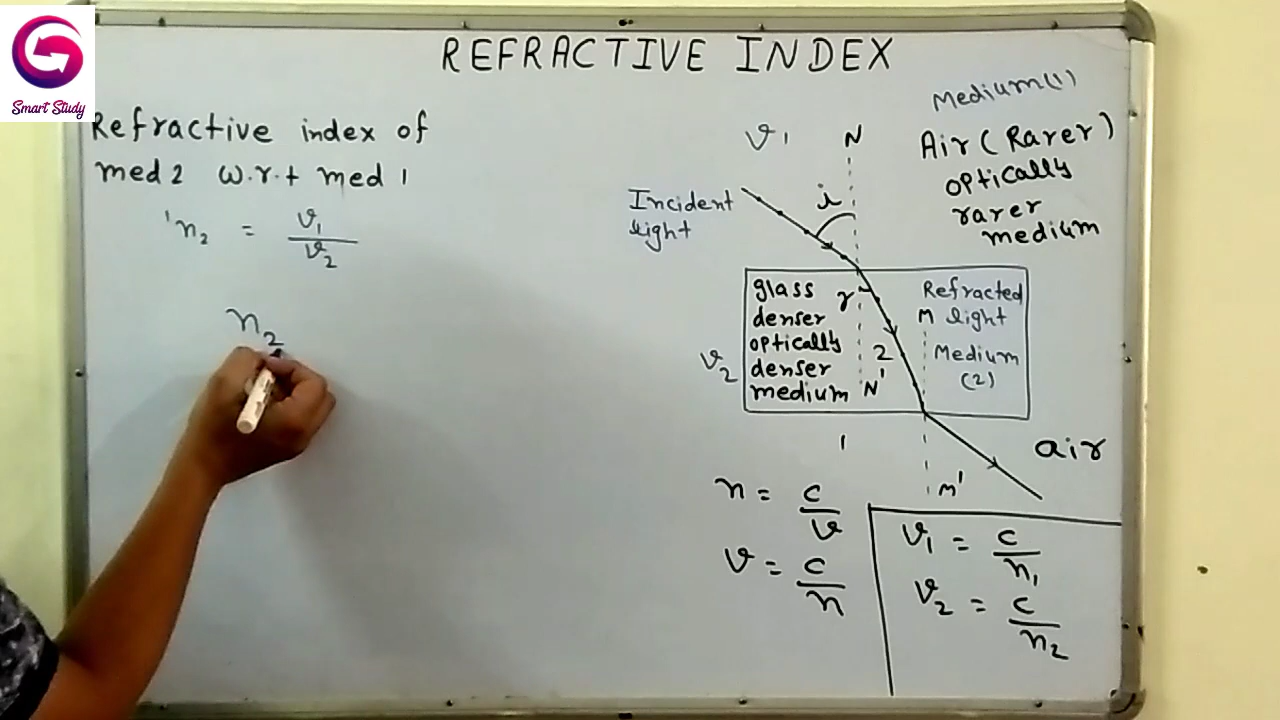 Smart Study
REFRACTIVE INDEX
Refractive index of
med 2 w.r.t med 1
¹n₂ = v₁/v₂
n₂
v₁
N
Medium(1)
Air (Rarer)
optically
rarer
medium
Incident
light
i
glass
denser
optically
denser
medium
r
2
N'
Refracted
light
M
Medium
(2)
v₂
1
air
M'
n = c/v
v = c/n
v₁ = c/n₁
v₂ = c/n₂